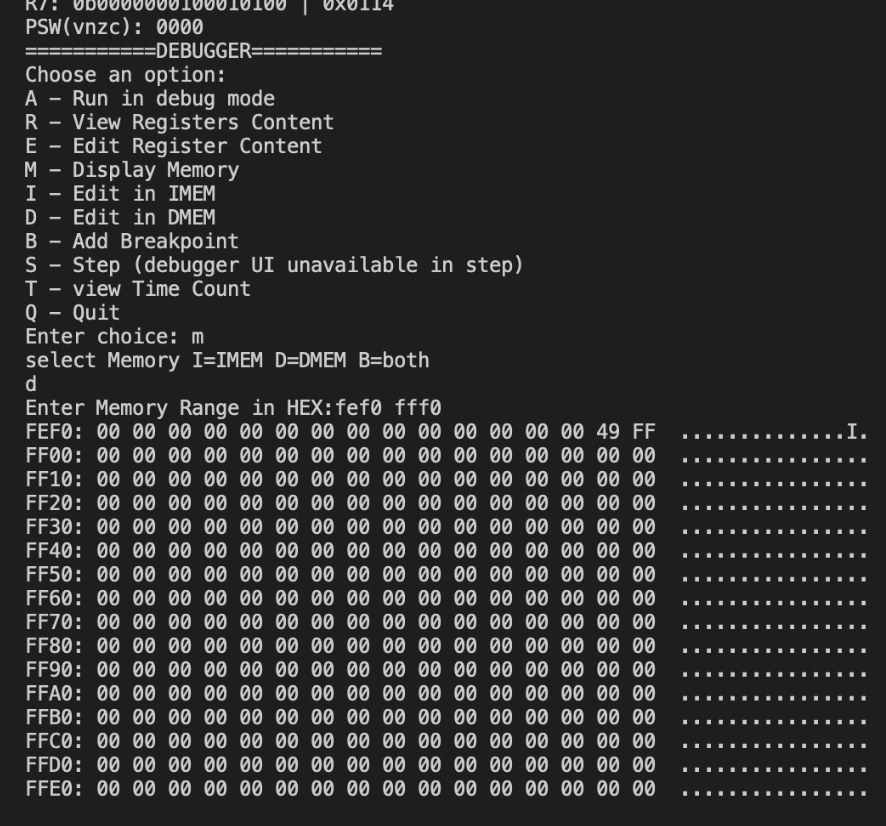 R7: 0b0000000100010100 | 0x0114
PSW(vnzc): 0000
===========DEBUGGER===========
Choose an option:
A – Run in debug mode
R – View Registers Content
E – Edit Register Content
M – Display Memory
I – Edit in IMEM
D – Edit in DMEM
B – Add Breakpoint
S – Step (debugger UI unavailable in step)
T – view Time Count
Q – Quit
Enter choice: m
select Memory I=IMEM D=DMEM B=both
d
Enter Memory Range in HEX:fef0 fff0
FEF0: 00 00 00 00 00 00 00 00 00 00 00 00 00 00 49 FF  ..............I.
FF00: 00 00 00 00 00 00 00 00 00 00 00 00 00 00 00 00  ................
FF10: 00 00 00 00 00 00 00 00 00 00 00 00 00 00 00 00  ................
FF20: 00 00 00 00 00 00 00 00 00 00 00 00 00 00 00 00  ................
FF30: 00 00 00 00 00 00 00 00 00 00 00 00 00 00 00 00  ................
FF40: 00 00 00 00 00 00 00 00 00 00 00 00 00 00 00 00  ................
FF50: 00 00 00 00 00 00 00 00 00 00 00 00 00 00 00 00  ................
FF60: 00 00 00 00 00 00 00 00 00 00 00 00 00 00 00 00  ................
FF70: 00 00 00 00 00 00 00 00 00 00 00 00 00 00 00 00  ................
FF80: 00 00 00 00 00 00 00 00 00 00 00 00 00 00 00 00  ................
FF90: 00 00 00 00 00 00 00 00 00 00 00 00 00 00 00 00  ................
FFA0: 00 00 00 00 00 00 00 00 00 00 00 00 00 00 00 00  ................
FFB0: 00 00 00 00 00 00 00 00 00 00 00 00 00 00 00 00  ................
FFC0: 00 00 00 00 00 00 00 00 00 00 00 00 00 00 00 00  ................
FFD0: 00 00 00 00 00 00 00 00 00 00 00 00 00 00 00 00  ................
FFE0: 00 00 00 00 00 00 00 00 00 00 00 00 00 00 00 00  ................